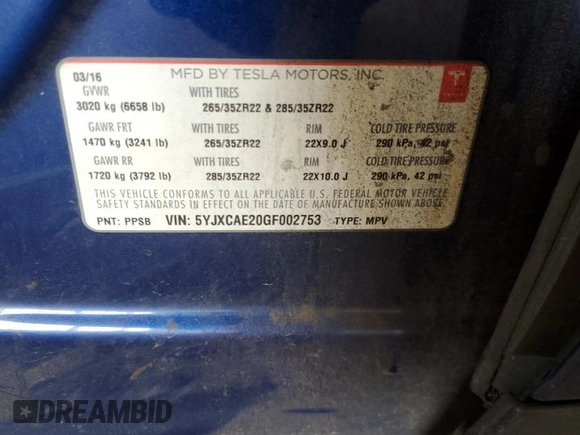 03/16 MFD BY TESLA MOTORS, INC.
GVWR WITH TIRES
3020 kg (6658 lb) 265/35ZR22 & 285/35ZR22
GAWR FRT WITH TIRES RIM COLD TIRE PRESSURE
1470 kg (3241 lb) 265/35ZR22 22X9.0 J 290 kPa, 42 psi
GAWR RR WITH TIRES RIM COLD TIRE PRESSURE
1720 kg (3792 lb) 285/35ZR22 22X10.0 J 290 kPa, 42 psi
THIS VEHICLE CONFORMS TO ALL APPLICABLE U.S. FEDERAL MOTOR VEHICLE
SAFETY STANDARDS IN EFFECT ON THE DATE OF MANUFACTURE SHOWN ABOVE.
PNT: PPSB VIN: 5YJXCAE20GF002753 TYPE: MPV
DREAMBID